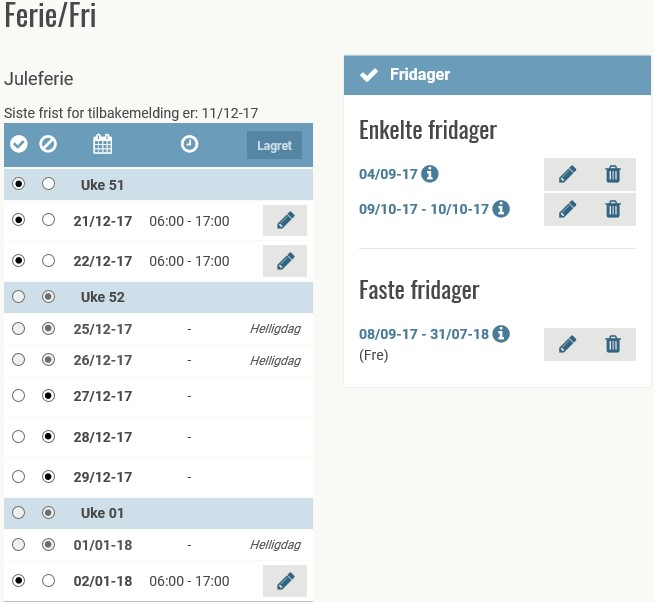 Ferie/Fri
Juleferie
Siste frist for tilbakemelding er: 11/12-17
Lagret
Uke 51
21/12-17 06:00 - 17:00
22/12-17 06:00 - 17:00
Uke 52
25/12-17 - Helligdag
26/12-17 - Helligdag
27/12-17 -
28/12-17 -
29/12-17 -
Uke 01
01/01-18 - Helligdag
02/01-18 06:00 - 17:00
Fridager
Enkelte fridager
04/09-17
09/10-17 - 10/10-17
Faste fridager
08/09-17 - 31/07-18
(Fre)